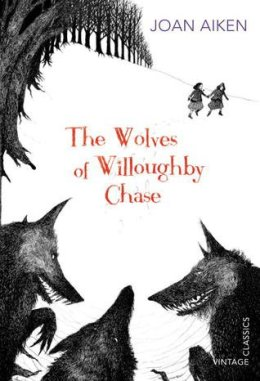 JOAN AIKEN
The Wolves
of Willoughby
Chase
VINTAGE CLASSICS